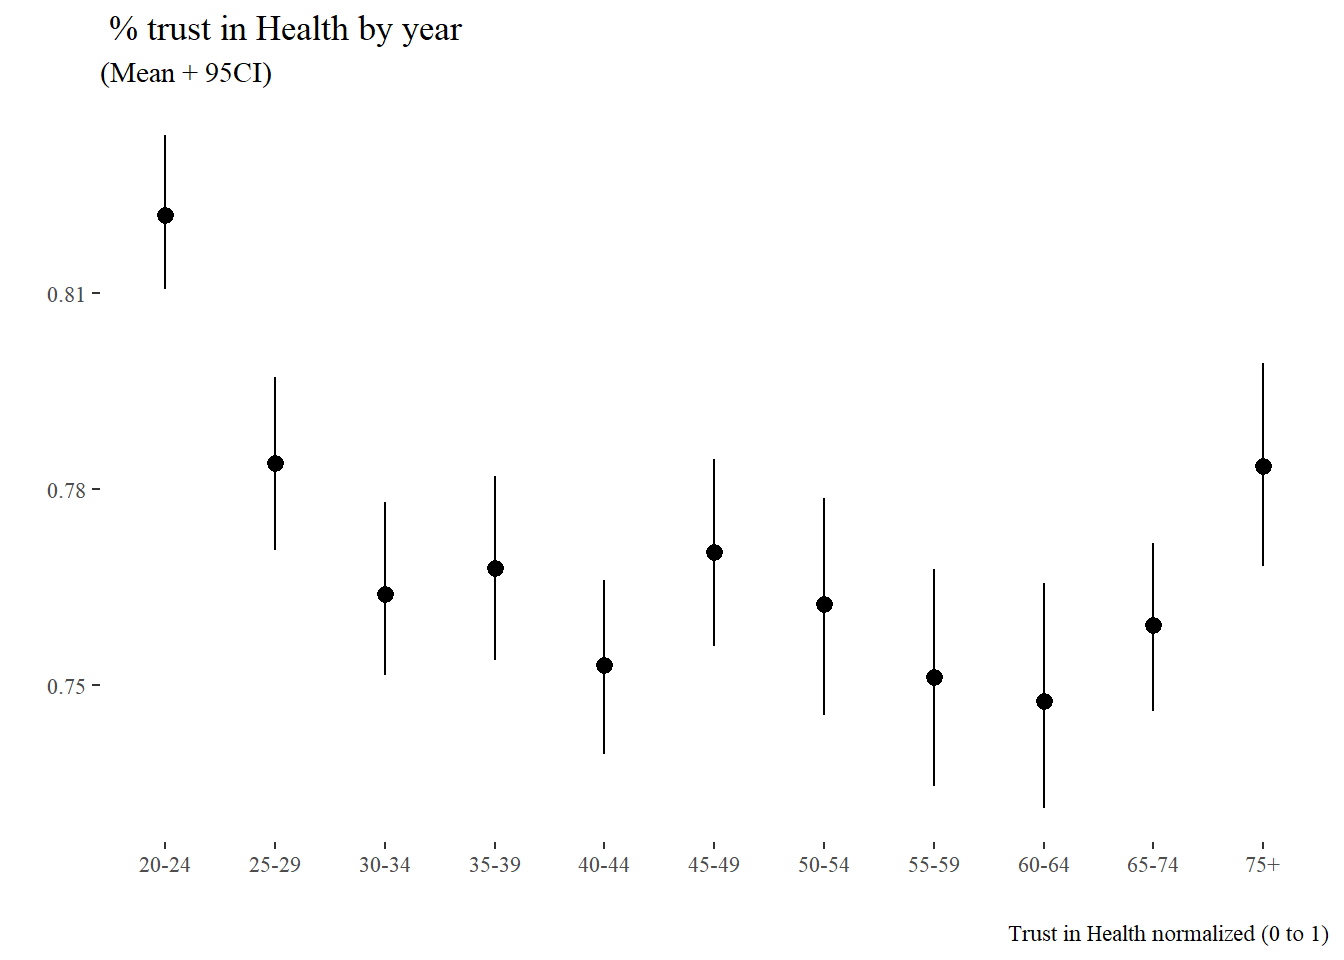 % trust in Health by year
(Mean + 95CI)
0.81
0.78
0.75
20-24 25-29 30-34 35-39 40-44 45-49 50-54 55-59 60-64 65-74 75+
Trust in Health normalized (0 to 1)